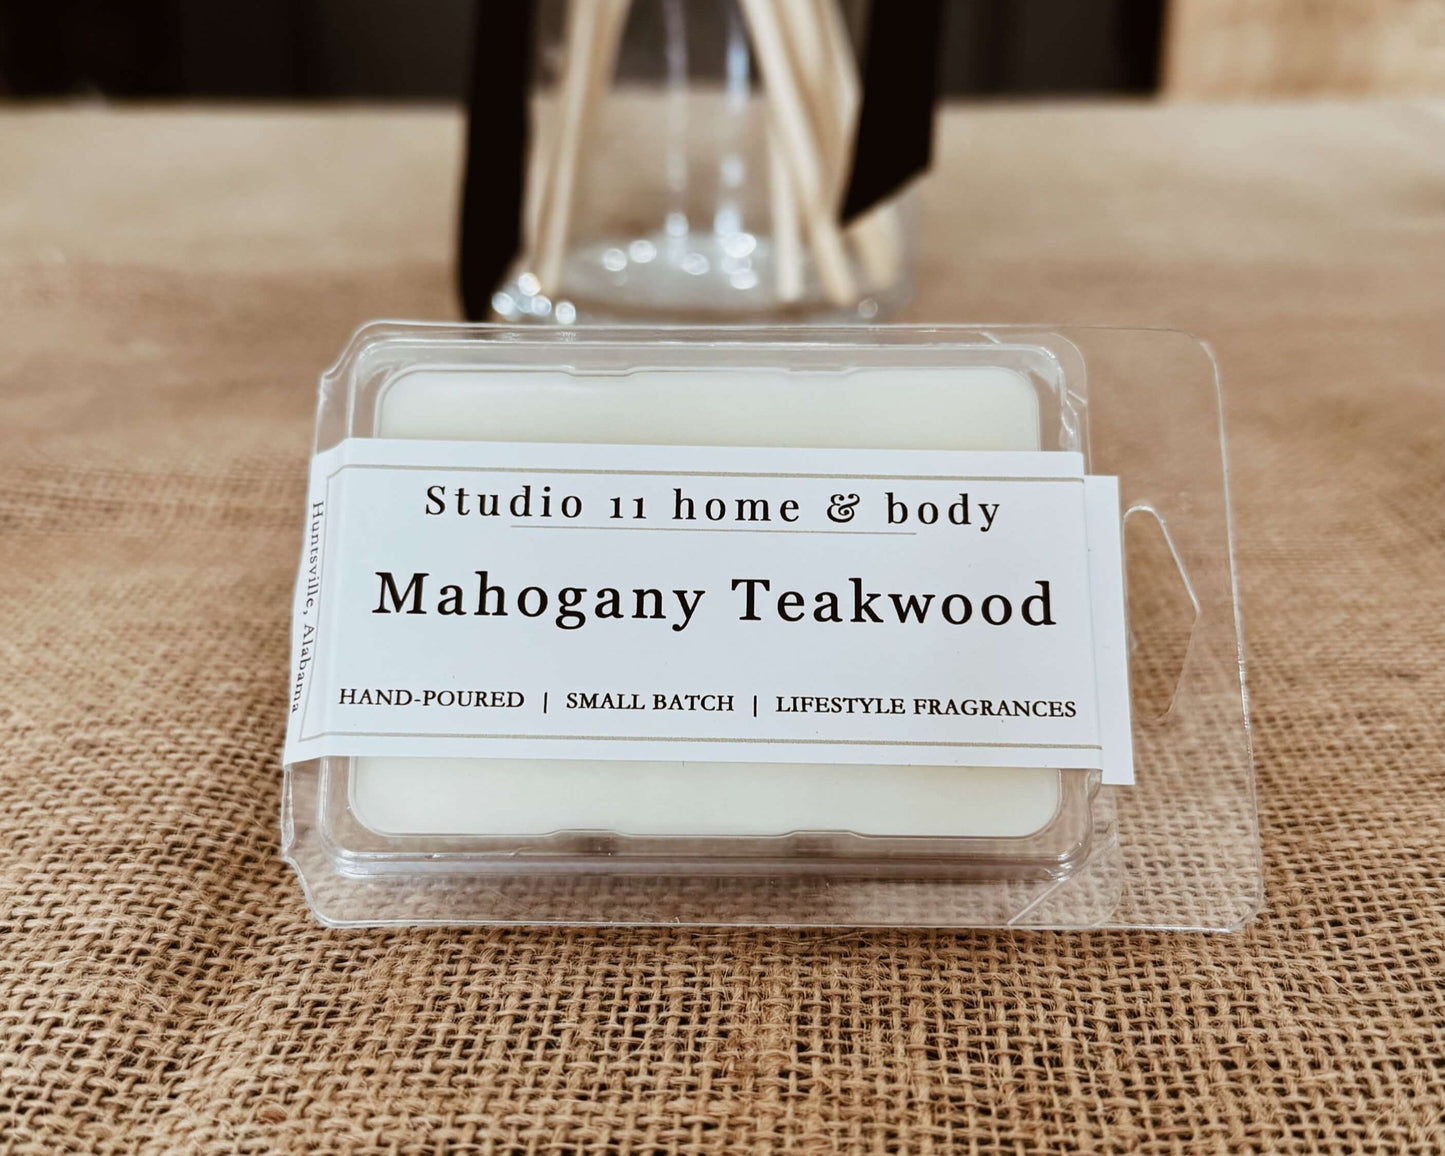 Studio 11 home & body
Mahogany Teakwood
HAND-POURED | SMALL BATCH | LIFESTYLE FRAGRANCES
Huntsville, Alabama